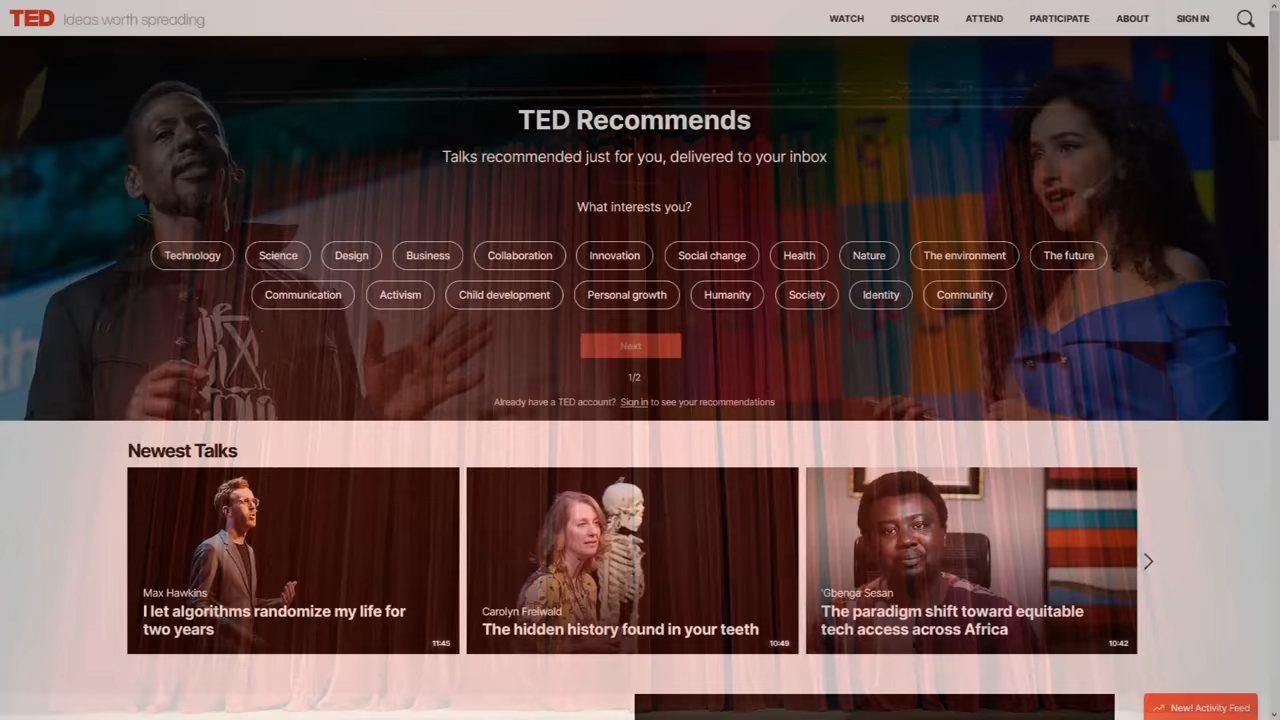 TED Ideas worth spreading
WATCH DISCOVER ATTEND PARTICIPATE ABOUT SIGN IN
TED Recommends
Talks recommended just for you, delivered to your inbox
What interests you?
Technology Science Design Business Collaboration Innovation Social change Health Nature The environment The future
Communication Activism Child development Personal growth Humanity Society Identity Community
Next
1/2
Already have a TED account? Sign in to see your recommendations
Newest Talks
Max Hawkins
I let algorithms randomize my life for
two years
11:45
Carolyn Freiwald
The hidden history found in your teeth
10:49
'Gbenga Sesan
The paradigm shift toward equitable
tech access across Africa
10:42
New! Activity Feed